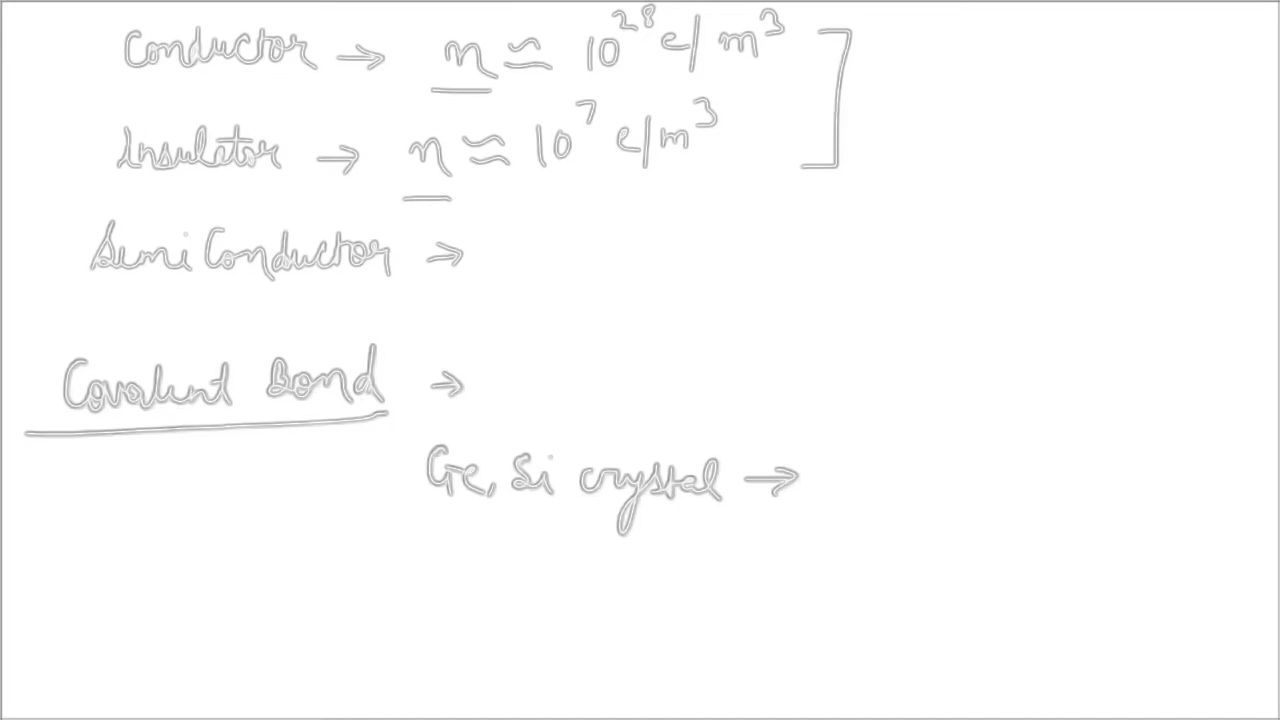 Conductor → n ≃ 10²⁸ e/m³ ]
Insulator → n ≃ 10⁷ e/m³
Semi Conductor →
Covalent Bond →
Ge, Si crystal →